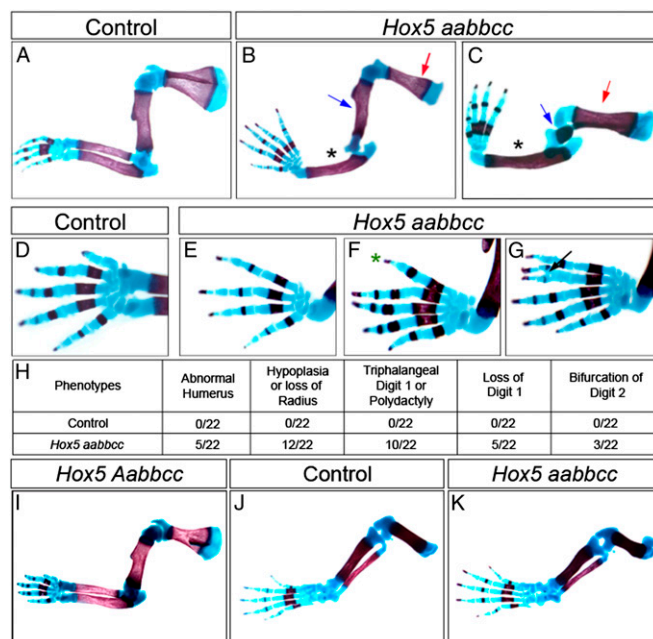 Control
Hox5 aabbcc
A
B
C
*
*
Control
Hox5 aabbcc
D
E
F
G
*
H
Phenotypes
Abnormal
Humerus
Hypoplasia
or loss of
Radius
Triphalangeal
Digit 1 or
Polydactyly
Loss of
Digit 1
Bifurcation of
Digit 2
Control
0/22
0/22
0/22
0/22
0/22
Hox5 aabbcc
5/22
12/22
10/22
5/22
3/22
Hox5 Aabbcc
Control
Hox5 aabbcc
I
J
K